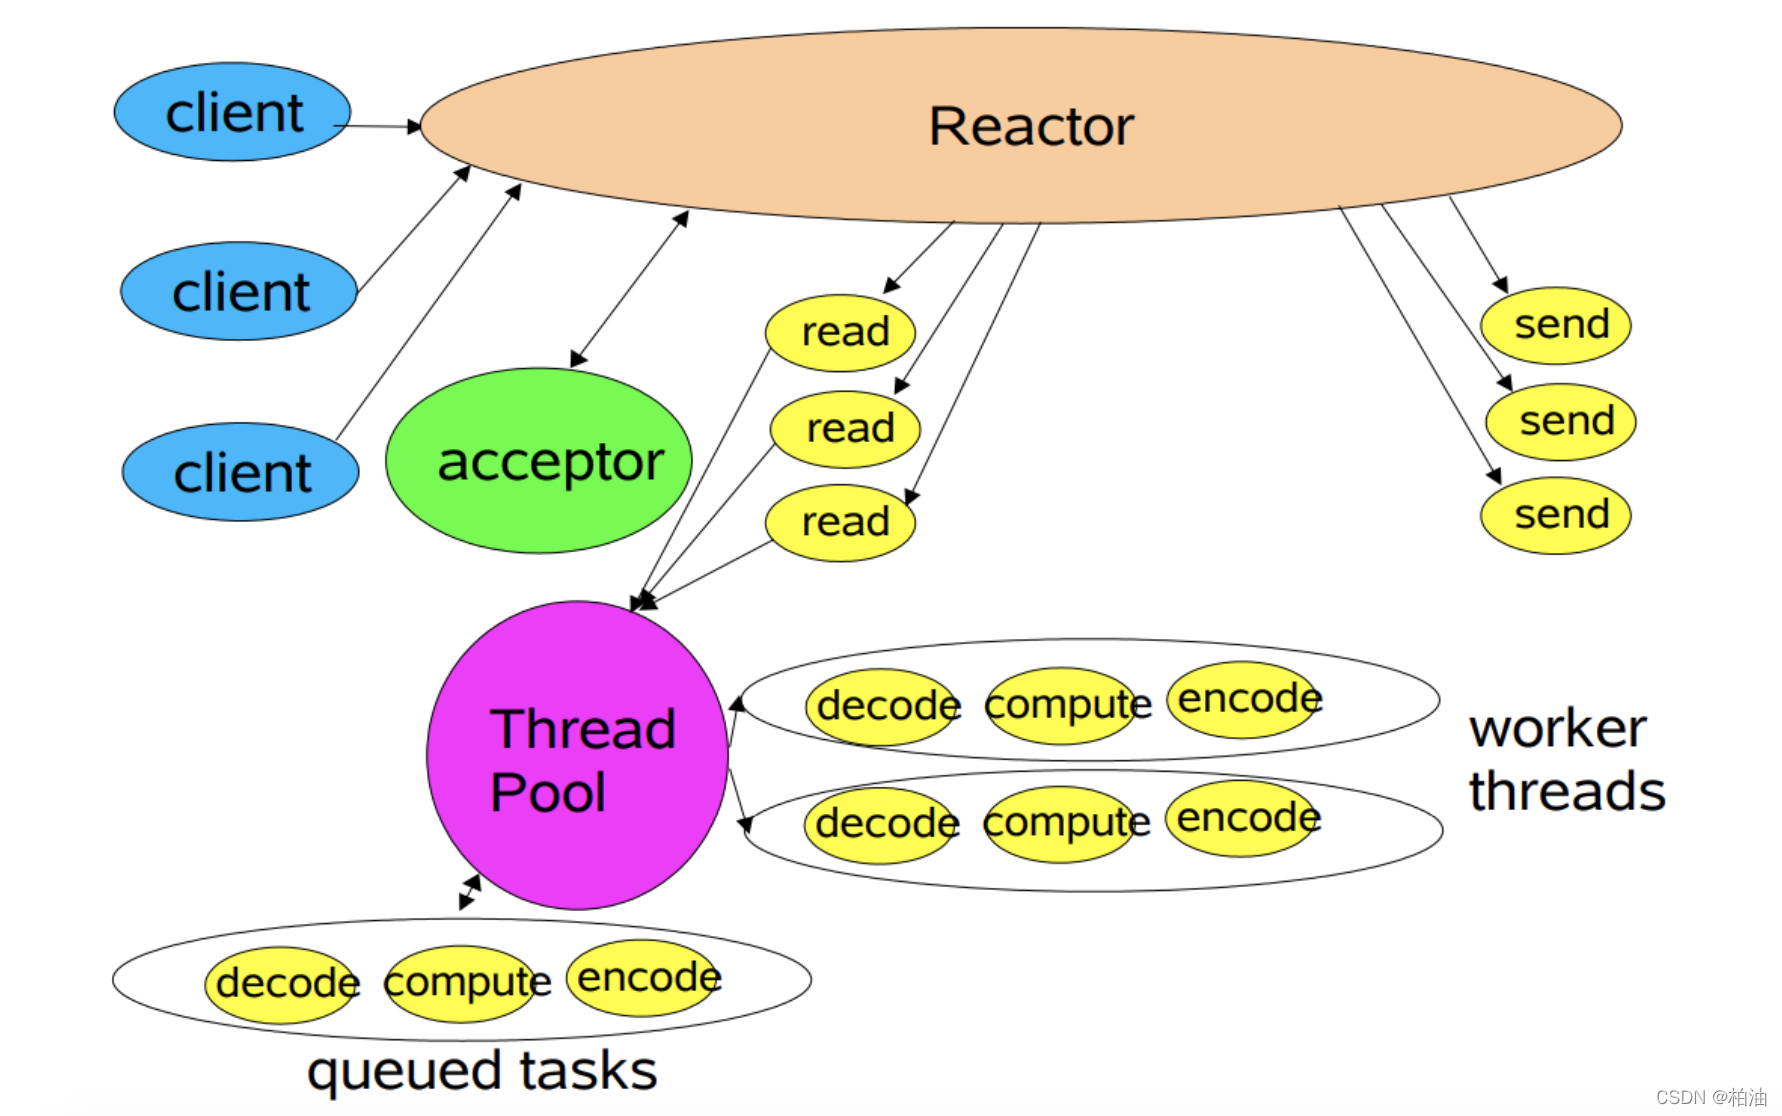 client
Reactor
client
client
acceptor
read
read
read
send
send
send
Thread
Pool
decode compute encode
decode compute encode
worker
threads
decode compute encode
queued tasks
CSDN @柏油